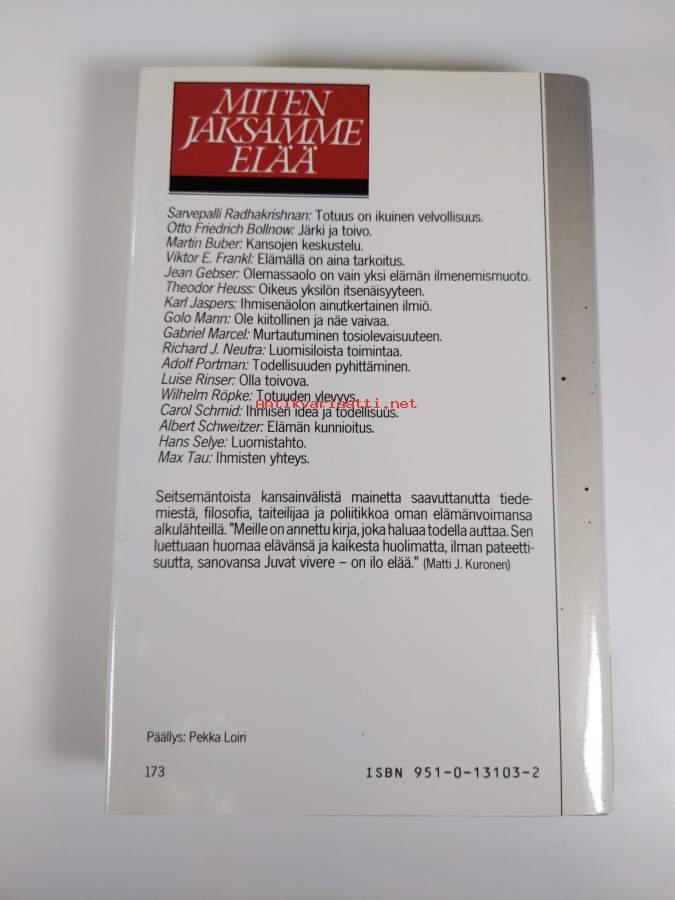 MITEN
JAKSAMME
ELÄÄ
Sarvepalli Radhakrishnan: Totuus on ikuinen velvollisuus.
Otto Friedrich Bollnow: Järki ja toivo.
Martin Buber: Kansojen keskustelu.
Viktor E. Frankl: Elämällä on aina tarkoitus.
Jean Gebser: Olemassaolo on vain yksi elämän ilmenemismuoto.
Theodor Heuss: Oikeus yksilön itsenäisyyteen.
Karl Jaspers: Ihmisenäolon ainutkertainen ilmiö.
Golo Mann: Ole kiitollinen ja näe vaivaa.
Gabriel Marcel: Murtautuminen tosiolevaisuuteen.
Richard J. Neutra: Luomisiloista toimintaa.
Adolf Portman: Todellisuuden pyhittäminen.
Luise Rinser: Olla toivova.
Wilhelm Röpke: Totuuden ylevyys.
Antikvariaatti.net
Carol Schmid: Ihmisen idea ja todellisuus.
Albert Schweitzer: Elämän kunnioitus.
Hans Selye: Luomistahto.
Max Tau: Ihmisten yhteys.
Seitsemäntoista kansainvälistä mainetta saavuttanutta tiede-
miestä, filosofia, taiteilijaa ja poliitikkoa oman elämänvoimansa
alkulähteillä. "Meille on annettu kirja, joka haluaa todella auttaa. Sen
luettuaan huomaa elävänsä ja kaikesta huolimatta, ilman pateetti-
suutta, sanovansa Juvat vivere – on ilo elää." (Matti J. Kuronen)
Päällys: Pekka Loiri
173
ISBN 951-0-13103-2